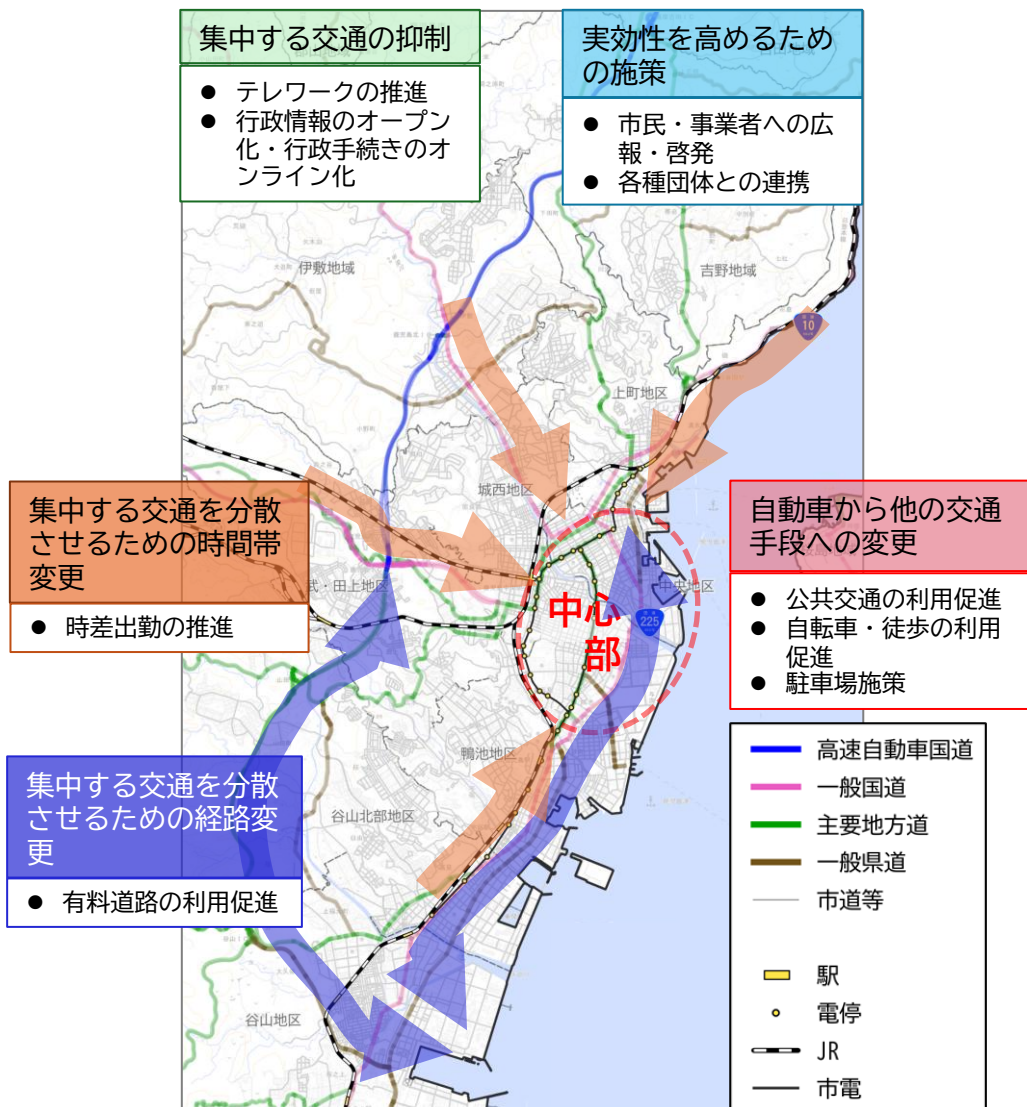 集中する交通の抑制
● テレワークの推進
● 行政情報のオープン
化・行政手続きのオ
ンライン化
実効性を高めるため
の施策
● 市民・事業者への広
報・啓発
● 各種団体との連携
伊敷地域
吉野地域
10
上町地区
城西地区
集中する交通を分散
させるための時間帯
変更
● 時差出勤の推進
武・田上地区
中央地区
中心
部
225
自動車から他の交通
手段への変更
● 公共交通の利用促進
● 自転車・徒歩の利用
促進
● 駐車場施策
鴨池地区
谷山北部地区
集中する交通を分散
させるための経路変
更
● 有料道路の利用促進
谷山地区
高速自動車国道
一般国道
主要地方道
一般県道
市道等
駅
電停
JR
市電